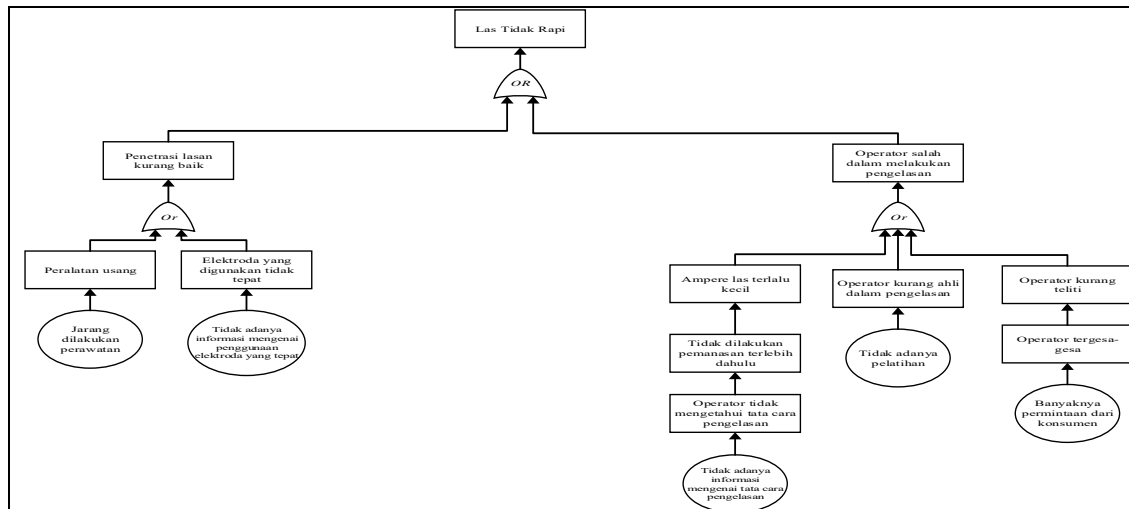 Las Tidak Rapi
OR
Penetrasi lasan
kurang baik
Operator salah
dalam melakukan
pengelasan
Or
Or
Peralatan usang
Elektroda yang
digunakan tidak
tepat
Ampere las terlalu
kecil
Operator kurang ahli
dalam pengelasan
Operator kurang
teliti
Jarang
dilakukan
perawatan
Tidak adanya
informasi mengenai
penggunaan
elektroda yang tepat
Tidak dilakukan
pemanasan terlebih
dahulu
Tidak adanya
pelatihan
Operator tergesa-
gesa
Operator tidak
mengetahui tata cara
pengelasan
Banyaknya
permintaan dari
konsumen
Tidak adanya
informasi
mengenai tata cara
pengelasan